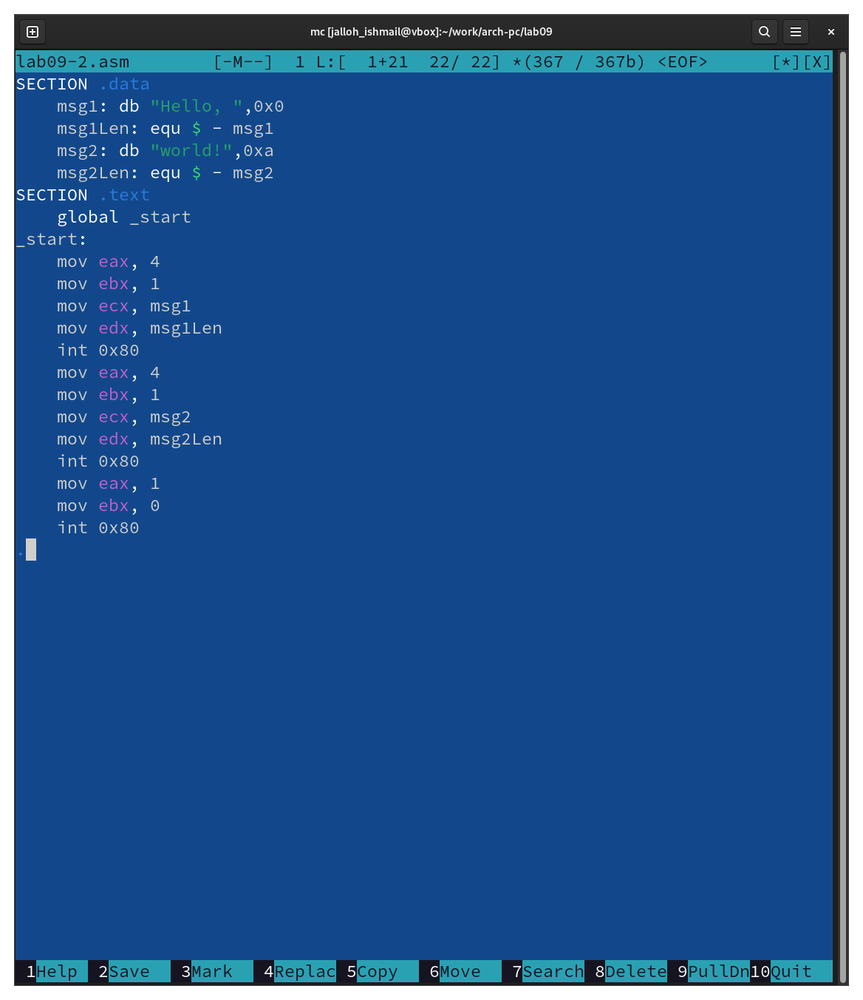 mc [jalloh_ishmail@vbox]:~/work/arch-pc/lab09
lab09-2.asm        [-M--]  1 L:[  1+21  22/ 22] *(367 / 367b) <EOF>      [*][X]
SECTION .data
    msg1: db "Hello, ",0x0
    msg1Len: equ $ - msg1
    msg2: db "world!",0xa
    msg2Len: equ $ - msg2
SECTION .text
    global _start
_start:
    mov eax, 4
    mov ebx, 1
    mov ecx, msg1
    mov edx, msg1Len
    int 0x80
    mov eax, 4
    mov ebx, 1
    mov ecx, msg2
    mov edx, msg2Len
    int 0x80
    mov eax, 1
    mov ebx, 0
    int 0x80
.
1Help  2Save  3Mark  4Replac 5Copy  6Move  7Search 8Delete 9PullDn10Quit